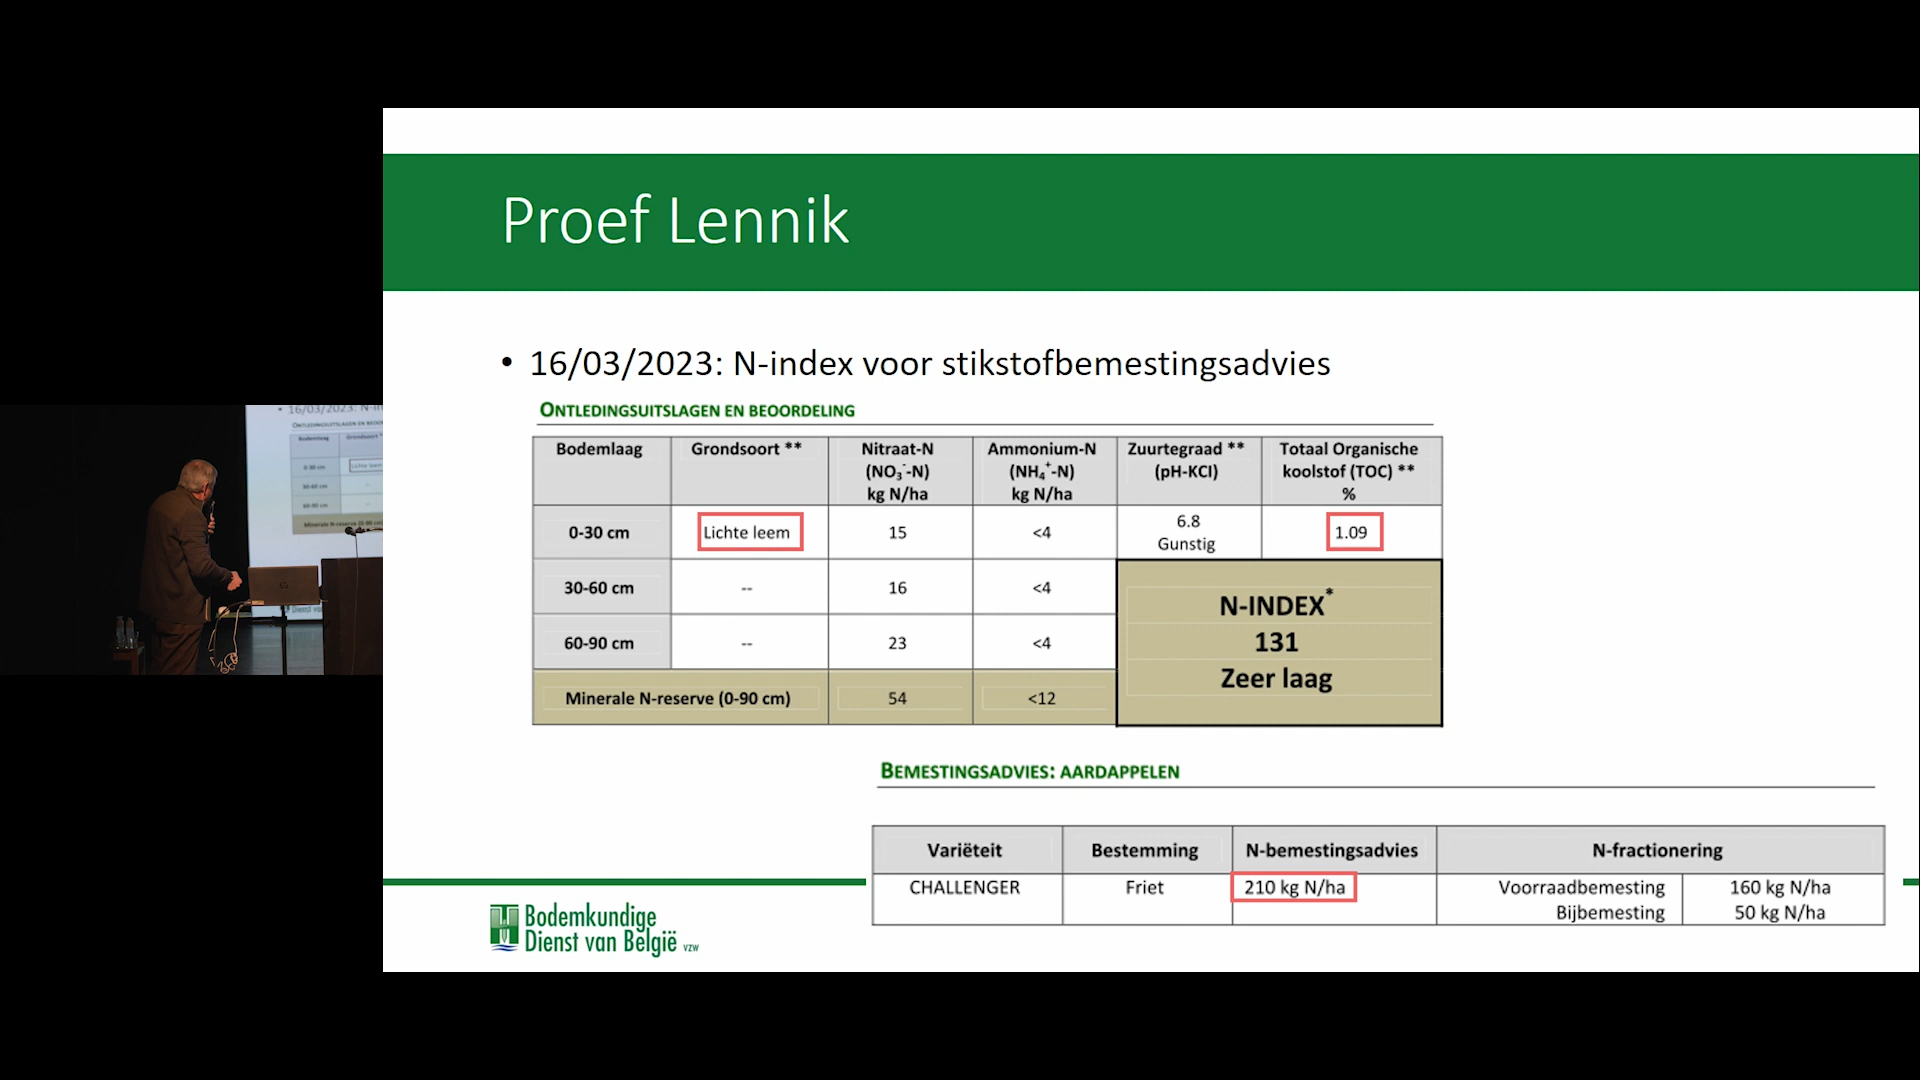 Proef Lennik
• 16/03/2023: N-index voor stikstofbemestingsadvies
ONTLEDINGSUITSLAGEN EN BEOORDELING
Bodemlaag Grondsoort ** Nitraat-N Ammonium-N Zuurtegraad ** Totaal Organische
(NO3--N) (NH4+-N) (pH-KCl) koolstof (TOC) **
kg N/ha kg N/ha %
0-30 cm Lichte leem 15 <4 6.8 1.09
Gunstig
30-60 cm -- 16 <4
60-90 cm -- 23 <4
Minerale N-reserve (0-90 cm) 54 <12
N-INDEX*
131
Zeer laag
BEMESTINGSADVIES: AARDAPPELEN
Variëteit Bestemming N-bemestingsadvies N-fractionering
CHALLENGER Friet 210 kg N/ha Voorraadbemesting 160 kg N/ha
Bijbemesting 50 kg N/ha
Bodemkundige
Dienst van België vzw